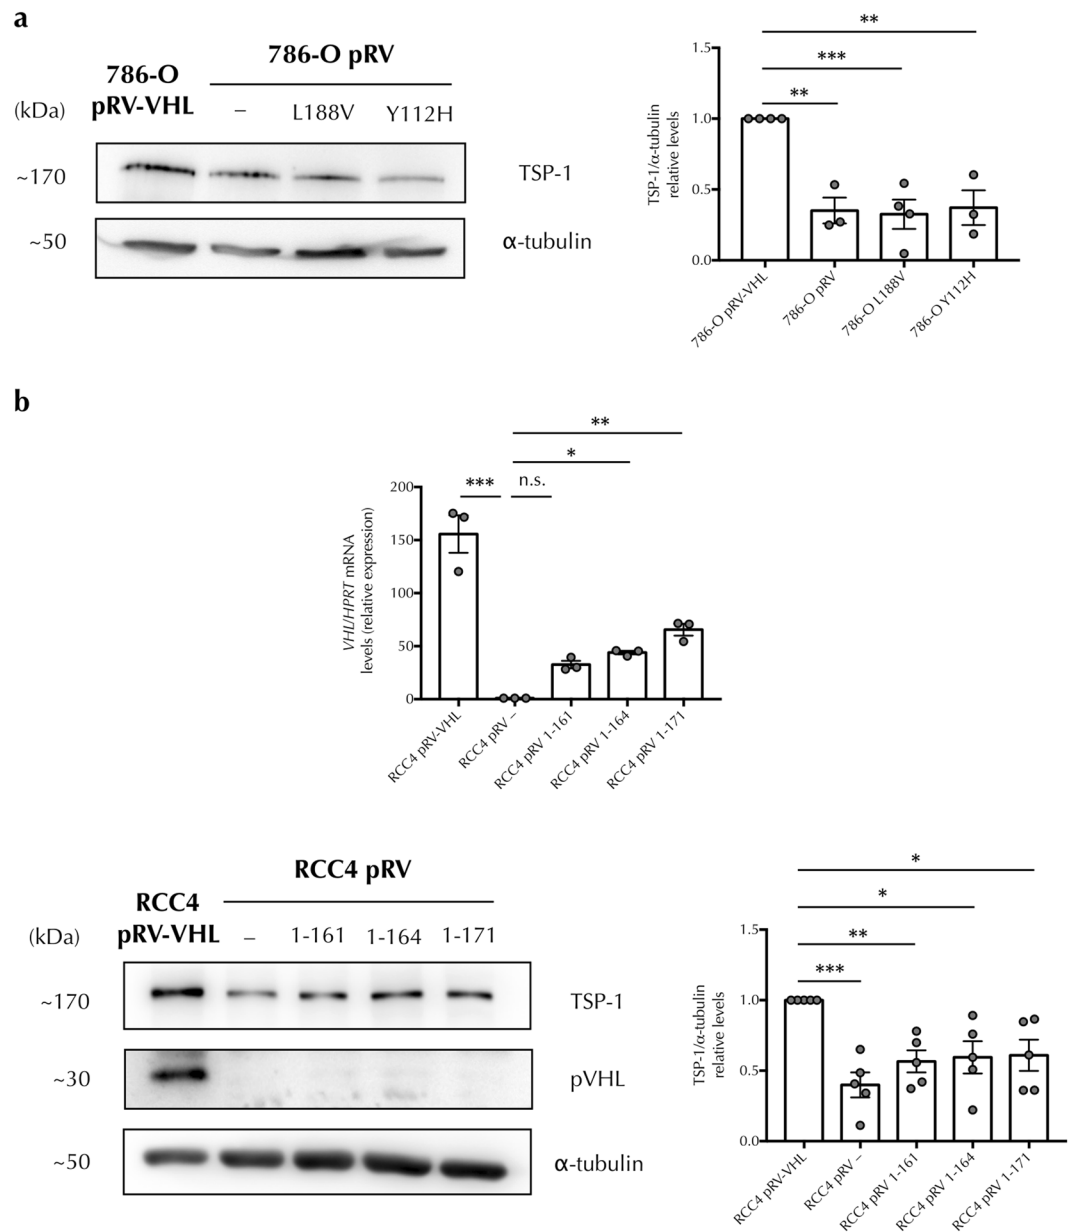 a
786-O pRV
786-O
pRV-VHL
(kDa)
–
L188V
Y112H
~170
TSP-1
~50
α-tubulin
**
***
**
TSP-1/α-tubulin
relative levels
1.5
1.0
0.5
0.0
786-O pRV-VHL
786-O pRV
786-O L188V
786-O Y112H
b
**
*
***
n.s.
VHL/HPRT mRNA
levels (relative expression)
200
150
100
50
0
RCC4 pRV-VHL
RCC4 pRV –
RCC4 pRV 1-161
RCC4 pRV 1-164
RCC4 pRV 1-171
RCC4 pRV
RCC4
pRV-VHL
(kDa)
–
1-161
1-164
1-171
~170
TSP-1
~30
pVHL
~50
α-tubulin
*
*
**
***
TSP-1/α-tubulin
relative levels
1.5
1.0
0.5
0.0
RCC4 pRV-VHL
RCC4 pRV –
RCC4 pRV 1-161
RCC4 pRV 1-164
RCC4 pRV 1-171